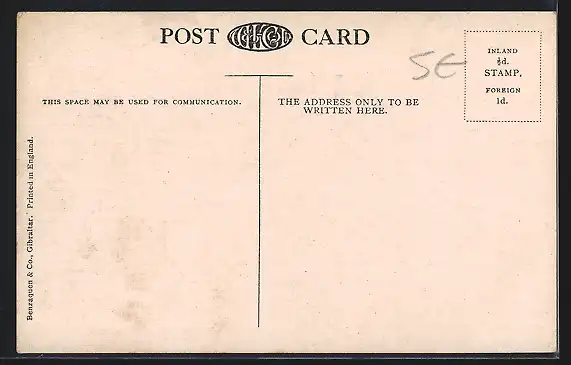 POST CARD
5E
INLAND
½d.
STAMP,
FOREIGN
1d.
THIS SPACE MAY BE USED FOR COMMUNICATION.
THE ADDRESS ONLY TO BE
WRITTEN HERE.
Benzaquen & Co., Gibraltar. Printed in England.